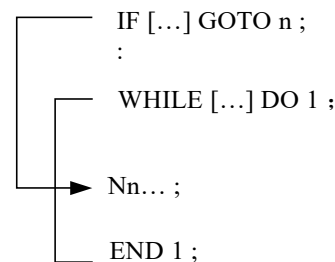 IF […] GOTO n ;
:
WHILE […] DO 1 ;
Nn… ;
END 1 ;